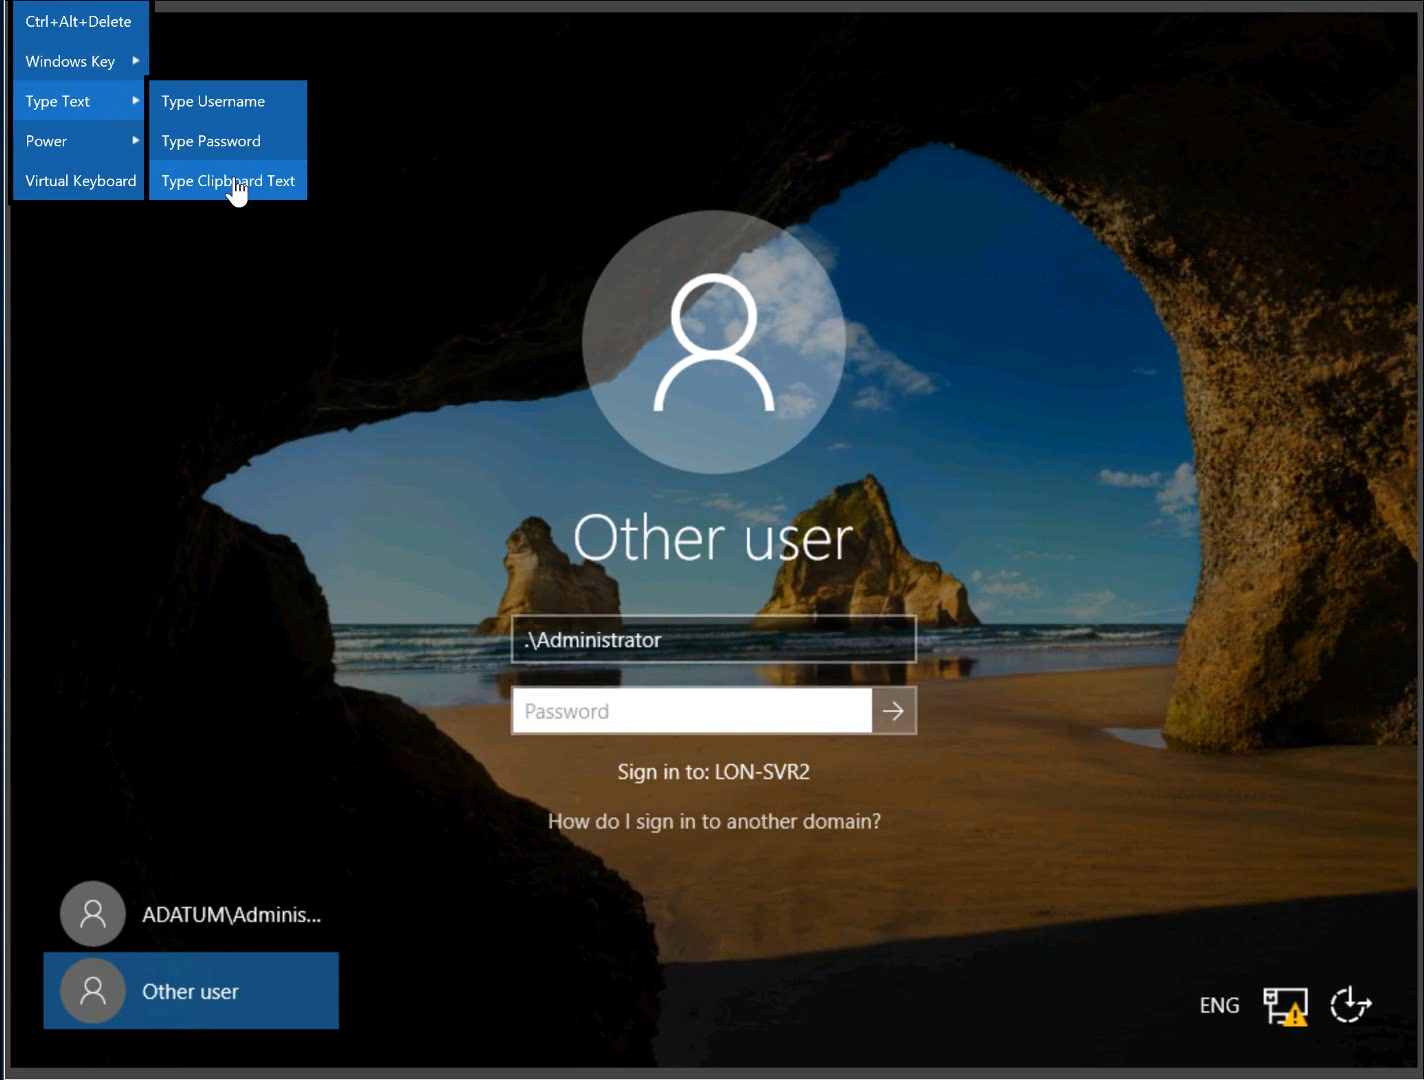 Ctrl+Alt+Delete
Windows Key
Type Text
Power
Virtual Keyboard
Type Username
Type Password
Type Clipboard Text
Other user
.\Administrator
Password
Sign in to: LON-SVR2
How do I sign in to another domain?
ADATUM\Adminis...
Other user
ENG